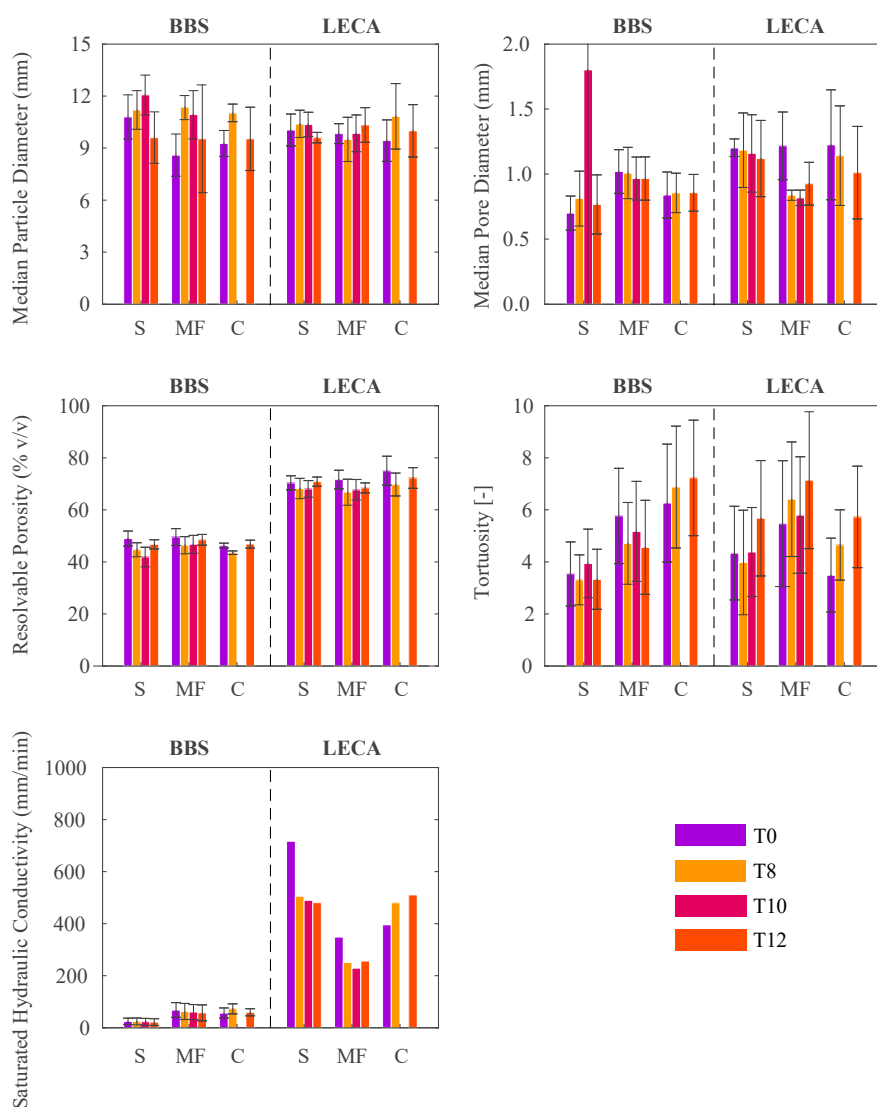 BBS LECA
Median Particle Diameter (mm)
15
12
9
6
3
0
S MF C S MF C
BBS LECA
Median Pore Diameter (mm)
2.0
1.5
1.0
0.5
0.0
S MF C S MF C
BBS LECA
Resolvable Porosity (% v/v)
100
80
60
40
20
0
S MF C S MF C
BBS LECA
Tortuosity [-]
10
8
6
4
2
0
S MF C S MF C
BBS LECA
Saturated Hydraulic Conductivity (mm/min)
1000
800
600
400
200
0
S MF C S MF C
T0
T8
T10
T12